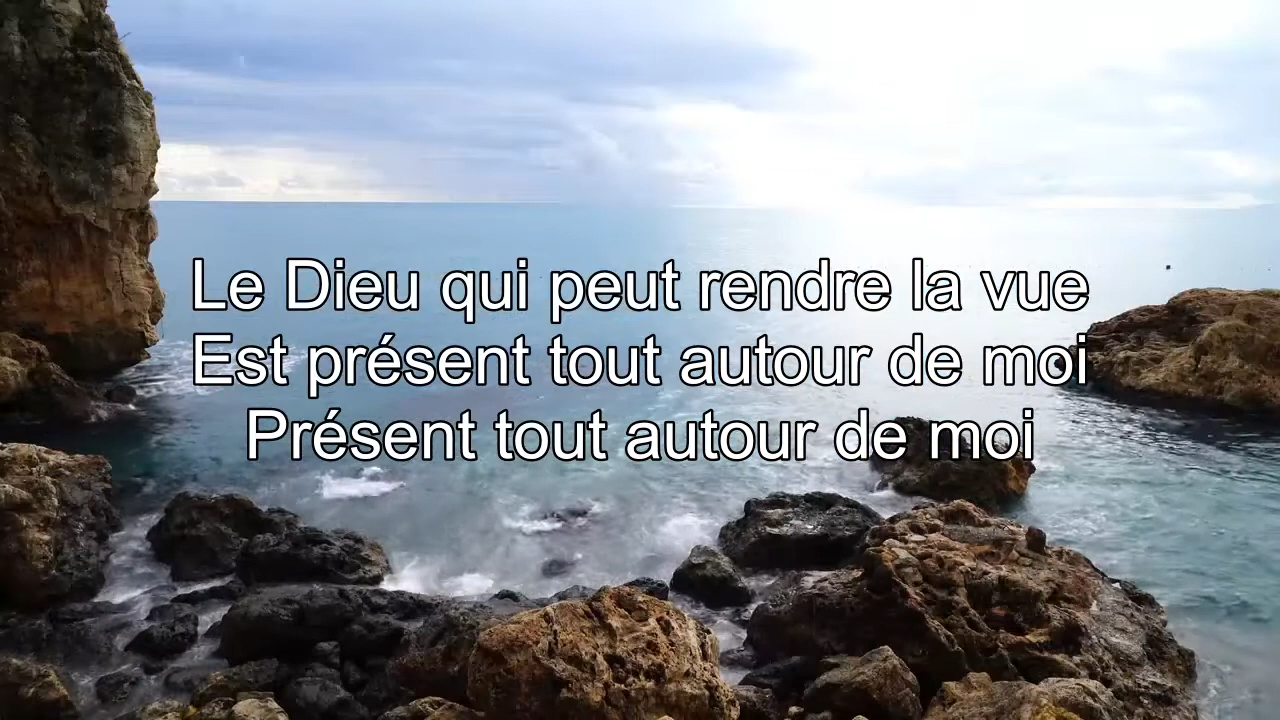 Le Dieu qui peut rendre la vue
Est présent tout autour de moi
Présent tout autour de moi